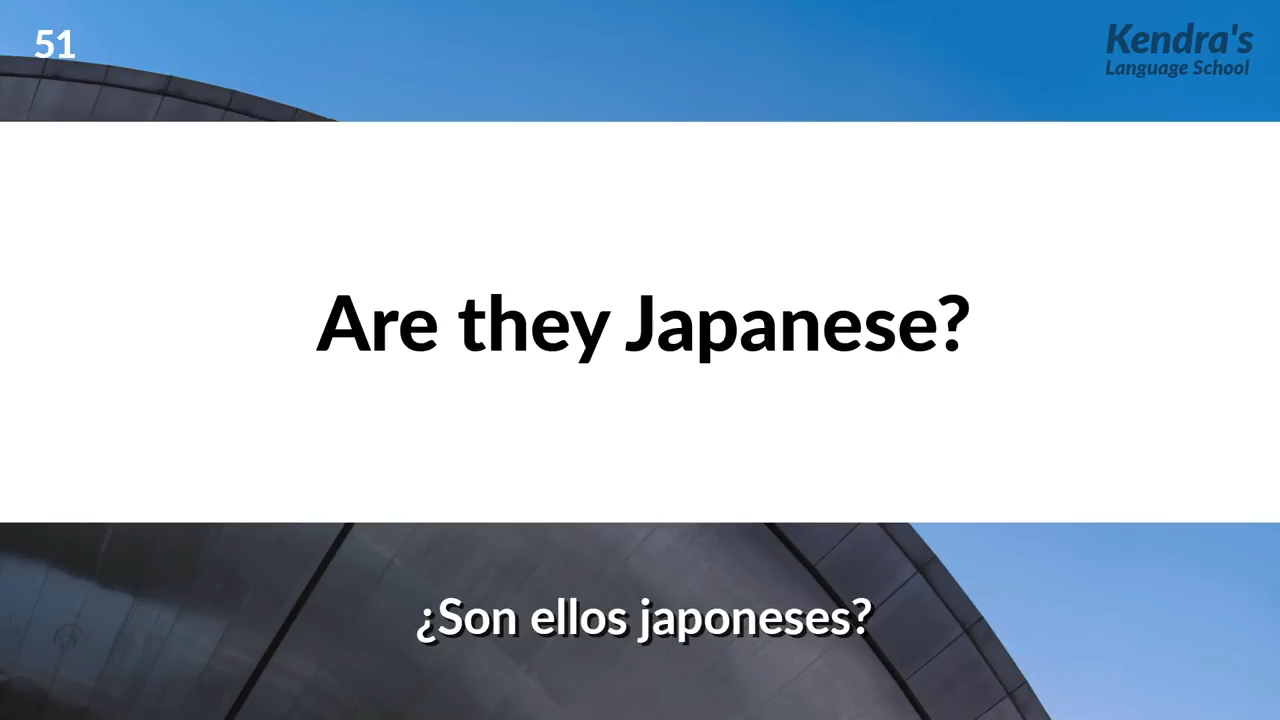 51
Kendra's
Language School
Are they Japanese?
¿Son ellos japoneses?